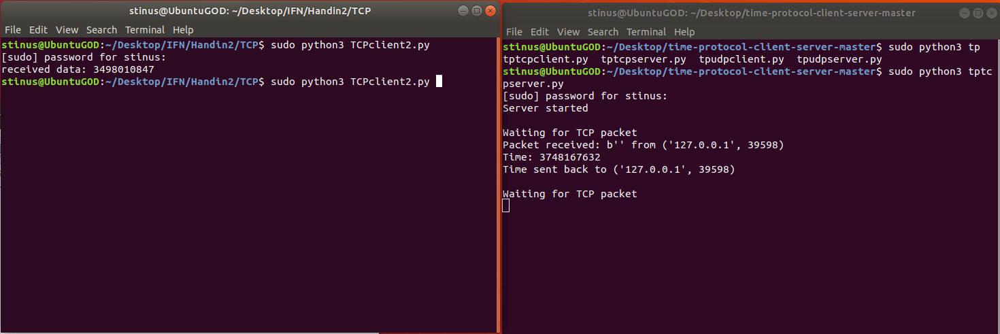 stinus@UbuntuGOD: ~/Desktop/IFN/Handin2/TCP
File Edit View Search Terminal Help
stinus@UbuntuGOD:~/Desktop/IFN/Handin2/TCP$ sudo python3 TCPclient2.py
[sudo] password for stinus:
received data: 3498010847
stinus@UbuntuGOD:~/Desktop/IFN/Handin2/TCP$ sudo python3 TCPclient2.py
stinus@UbuntuGOD: ~/Desktop/time-protocol-client-server-master
File Edit View Search Terminal Help
stinus@UbuntuGOD:~/Desktop/time-protocol-client-server-master$ sudo python3 tp
tptcpclient.py tptcpserver.py tpudpclient.py tpudpserver.py
stinus@UbuntuGOD:~/Desktop/time-protocol-client-server-master$ sudo python3 tptc
pserver.py
[sudo] password for stinus:
Server started
Waiting for TCP packet
Packet received: b'' from ('127.0.0.1', 39598)
Time: 3748167632
Time sent back to ('127.0.0.1', 39598)
Waiting for TCP packet